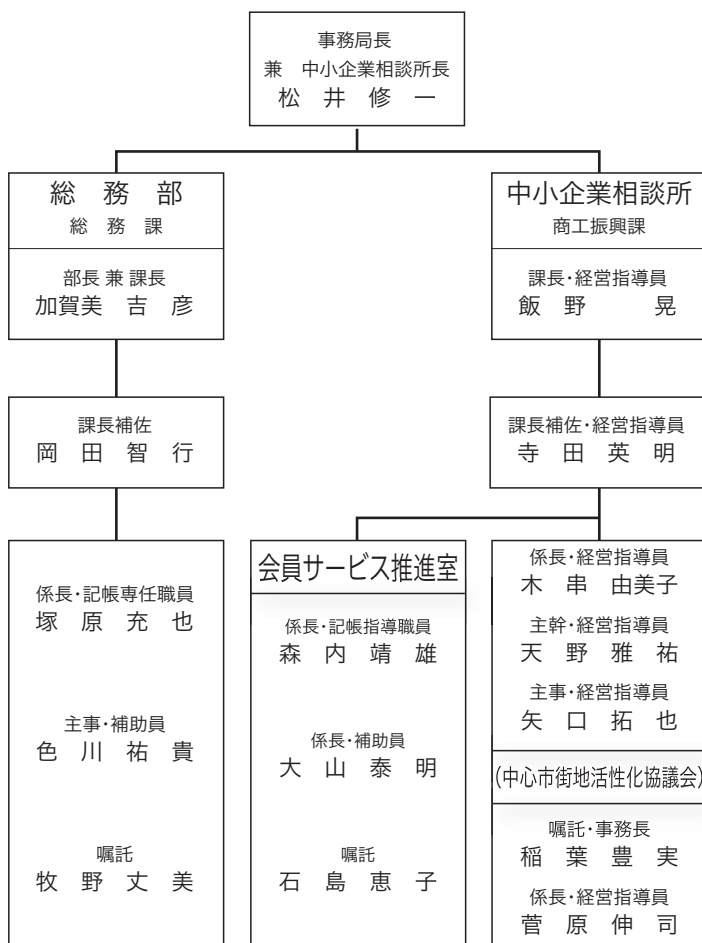 事務局長
兼　中小企業相談所長
松　井　修　一
総　務　部
総　務　課
部長 兼 課長
加賀美　吉　彦
課長補佐
岡　田　智　行
係長・記帳専任職員
塚　原　充　也
主事・補助員
色　川　祐　貴
嘱託
牧　野　丈　美
中小企業相談所
商工振興課
課長・経営指導員
飯　野　　　晃
課長補佐・経営指導員
寺　田　英　明
会員サービス推進室
係長・記帳指導職員
森　内　靖　雄
係長・補助員
大　山　泰　明
嘱託
石　島　恵　子
係長・経営指導員
木　串　由美子
主幹・経営指導員
天　野　雅　祐
主事・経営指導員
矢　口　拓　也
(中心市街地活性化協議会)
嘱託・事務長
稲　葉　豊　実
係長・経営指導員
菅　原　伸　司